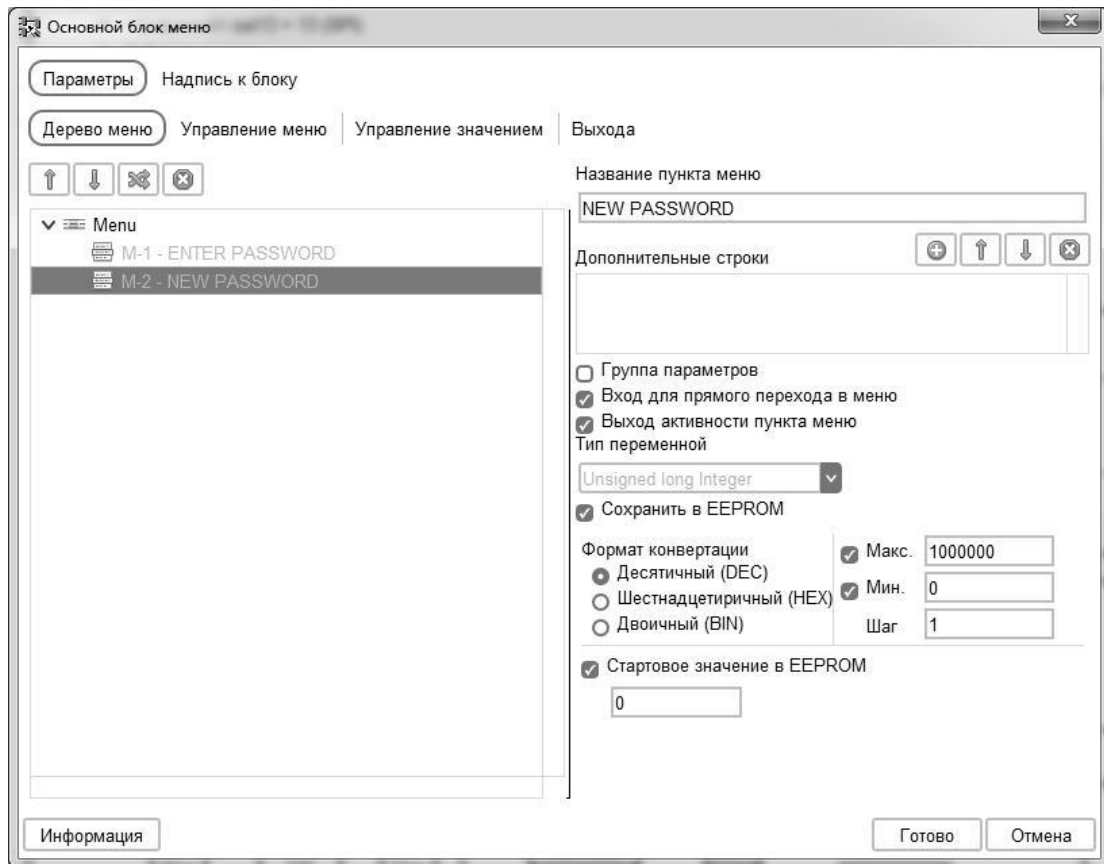 Основной блок меню
Параметры Надпись к блоку
Дерево меню Управление меню Управление значением Выхода
Название пункта меню
NEW PASSWORD
Menu
M-1 - ENTER PASSWORD
M-2 - NEW PASSWORD
Дополнительные строки
Группа параметров
Вход для прямого перехода в меню
Выход активности пункта меню
Тип переменной
Unsigned long Integer
Сохранить в EEPROM
Формат конвертации
Десятичный (DEC)
Шестнадцетиричный (HEX)
Двоичный (BIN)
Макс. 1000000
Мин. 0
Шаг 1
Стартовое значение в EEPROM
0
Информация Готово Отмена